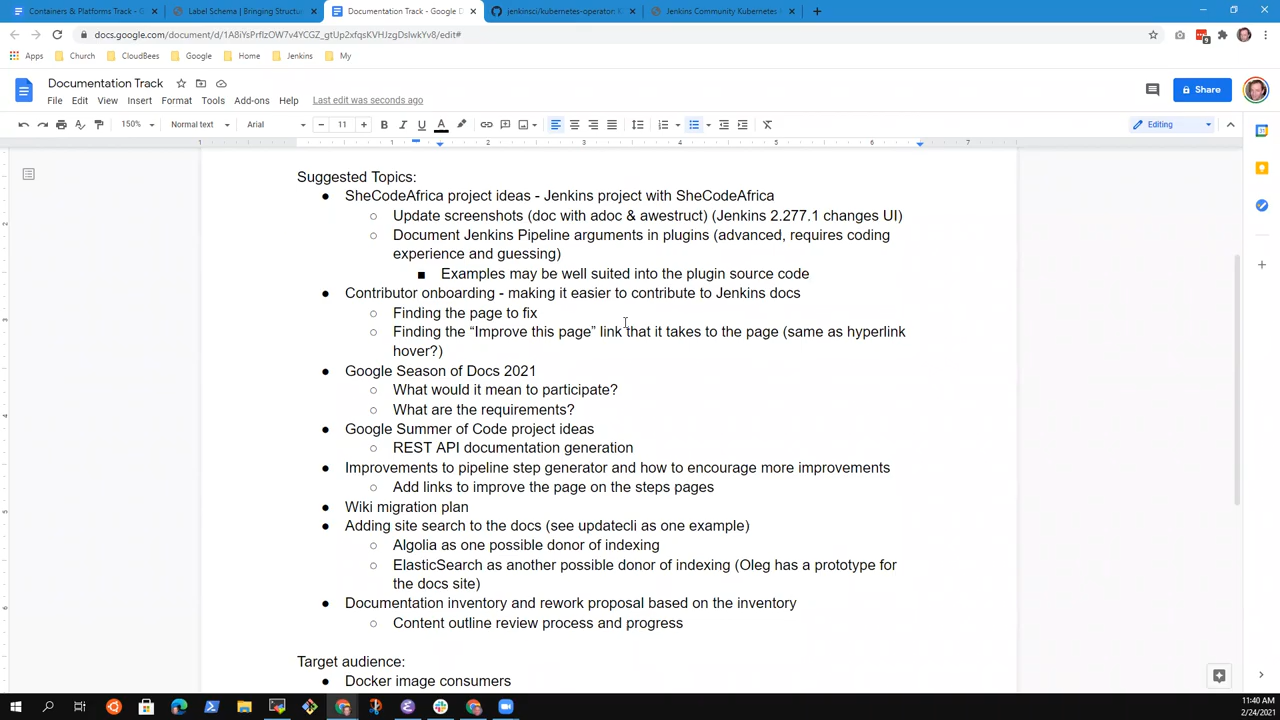 Containers & Platforms Track - G
Label Schema | Bringing Structur
Documentation Track - Google D
jenkinsci/kubernetes-operator: K
Jenkins Community Kubernetes
docs.google.com/document/d/1A8iYsPrfIzOW7v4YCGZ_gtUp2xfqsKVHJzgDslwkYv8/edit#
9
Apps Church CloudBees Google Home Jenkins My
Documentation Track
File Edit View Insert Format Tools Add-ons Help Last edit was seconds ago
Share
150% Normal text Arial 11 Editing
1 1 2 3 4 5 6 7
Suggested Topics:
● SheCodeAfrica project ideas - Jenkins project with SheCodeAfrica
○ Update screenshots (doc with adoc & awestruct) (Jenkins 2.277.1 changes UI)
○ Document Jenkins Pipeline arguments in plugins (advanced, requires coding
experience and guessing)
■ Examples may be well suited into the plugin source code
● Contributor onboarding - making it easier to contribute to Jenkins docs
○ Finding the page to fix
○ Finding the “Improve this page” link that it takes to the page (same as hyperlink
hover?)
● Google Season of Docs 2021
○ What would it mean to participate?
○ What are the requirements?
● Google Summer of Code project ideas
○ REST API documentation generation
● Improvements to pipeline step generator and how to encourage more improvements
○ Add links to improve the page on the steps pages
● Wiki migration plan
● Adding site search to the docs (see updatecli as one example)
○ Algolia as one possible donor of indexing
○ ElasticSearch as another possible donor of indexing (Oleg has a prototype for
the docs site)
● Documentation inventory and rework proposal based on the inventory
○ Content outline review process and progress
Target audience:
● Docker image consumers
11:40 AM
2/24/2021